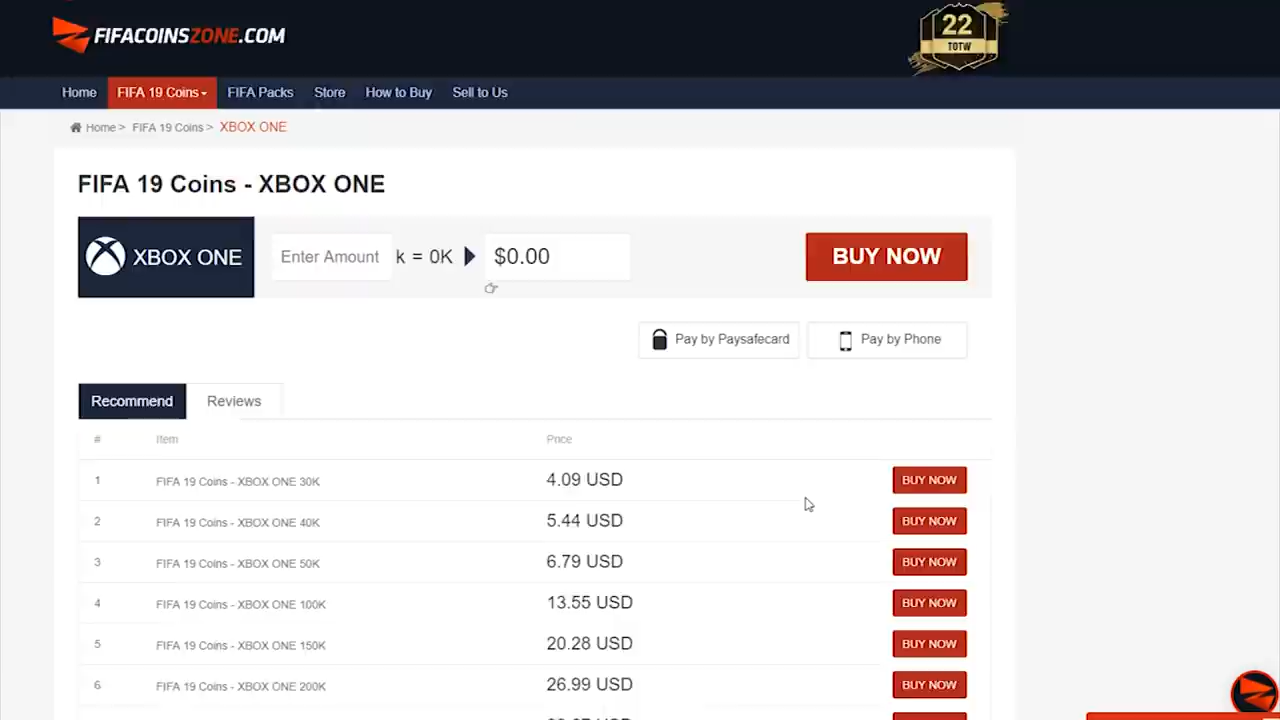 FIFACOINSZONE.COM
22
TOTW
Home FIFA 19 Coins FIFA Packs Store How to Buy Sell to Us
Home > FIFA 19 Coins > XBOX ONE
FIFA 19 Coins - XBOX ONE
XBOX ONE Enter Amount k = 0K $0.00 BUY NOW
Pay by Paysafecard Pay by Phone
Recommend Reviews
# Item Price
1 FIFA 19 Coins - XBOX ONE 30K 4.09 USD BUY NOW
2 FIFA 19 Coins - XBOX ONE 40K 5.44 USD BUY NOW
3 FIFA 19 Coins - XBOX ONE 50K 6.79 USD BUY NOW
4 FIFA 19 Coins - XBOX ONE 100K 13.55 USD BUY NOW
5 FIFA 19 Coins - XBOX ONE 150K 20.28 USD BUY NOW
6 FIFA 19 Coins - XBOX ONE 200K 26.99 USD BUY NOW